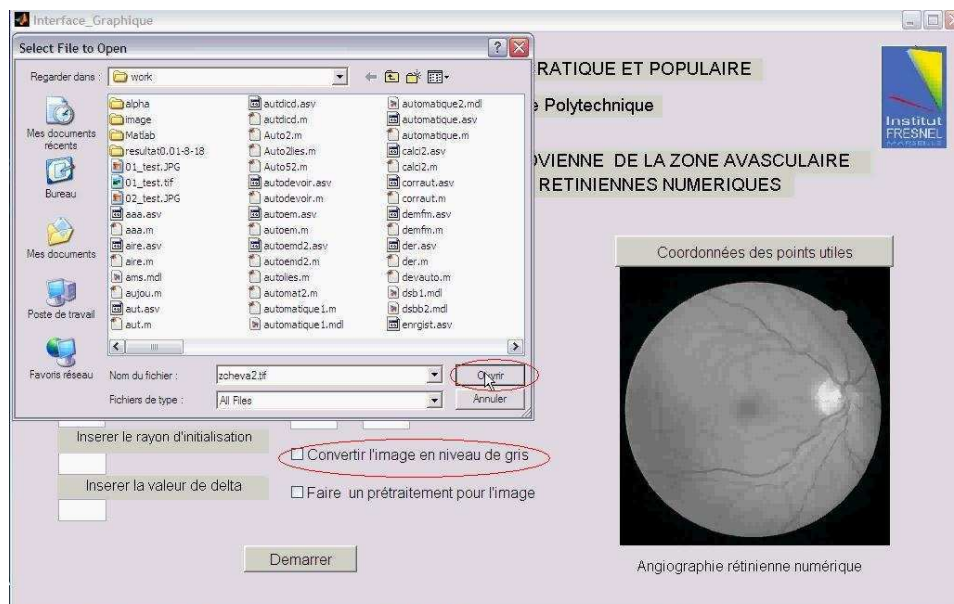 Interface_Graphique
Select File to Open
Regarder dans :
work
Mes documents
récents
Bureau
Mes documents
Poste de travail
Favoris réseau
alpha
image
Matlab
resultat0.01-8-18
01_test.JPG
01_test.tif
02_test.JPG
aaa.asv
aaa.m
aire.asv
aire.m
ams.mdl
aujou.m
aut.asv
aut.m
autdicd.asv
autdicd.m
Auto2.m
Auto2lies.m
Auto52.m
autodevoir.asv
autodevoir.m
autoem.asv
autoem.m
autoemd2.asv
autoemd2.m
autolies.m
automat2.m
automatique1.m
automatique1.mdl
automatique2.mdl
automatique.asv
automatique.m
calci2.asv
calci2.m
corraut.asv
corraut.m
demfm.asv
demfm.m
der.asv
der.m
devauto.m
dsb1.mdl
dsbb2.mdl
enrgist.asv
Nom du fichier :
zcheva2.tif
Ouvrir
Fichiers de type :
All Files
Annuler
RATIQUE ET POPULAIRE
e Polytechnique
OVIENNE DE LA ZONE AVASCULAIRE
RETINIENNES NUMERIQUES
Institut
FRESNEL
MARSEILLE
Coordonnées des points utiles
Inserer le rayon d'initialisation
Convertir l'image en niveau de gris
Inserer la valeur de delta
Faire un prétraitement pour l'image
Demarrer
Angiographie rétinienne numérique